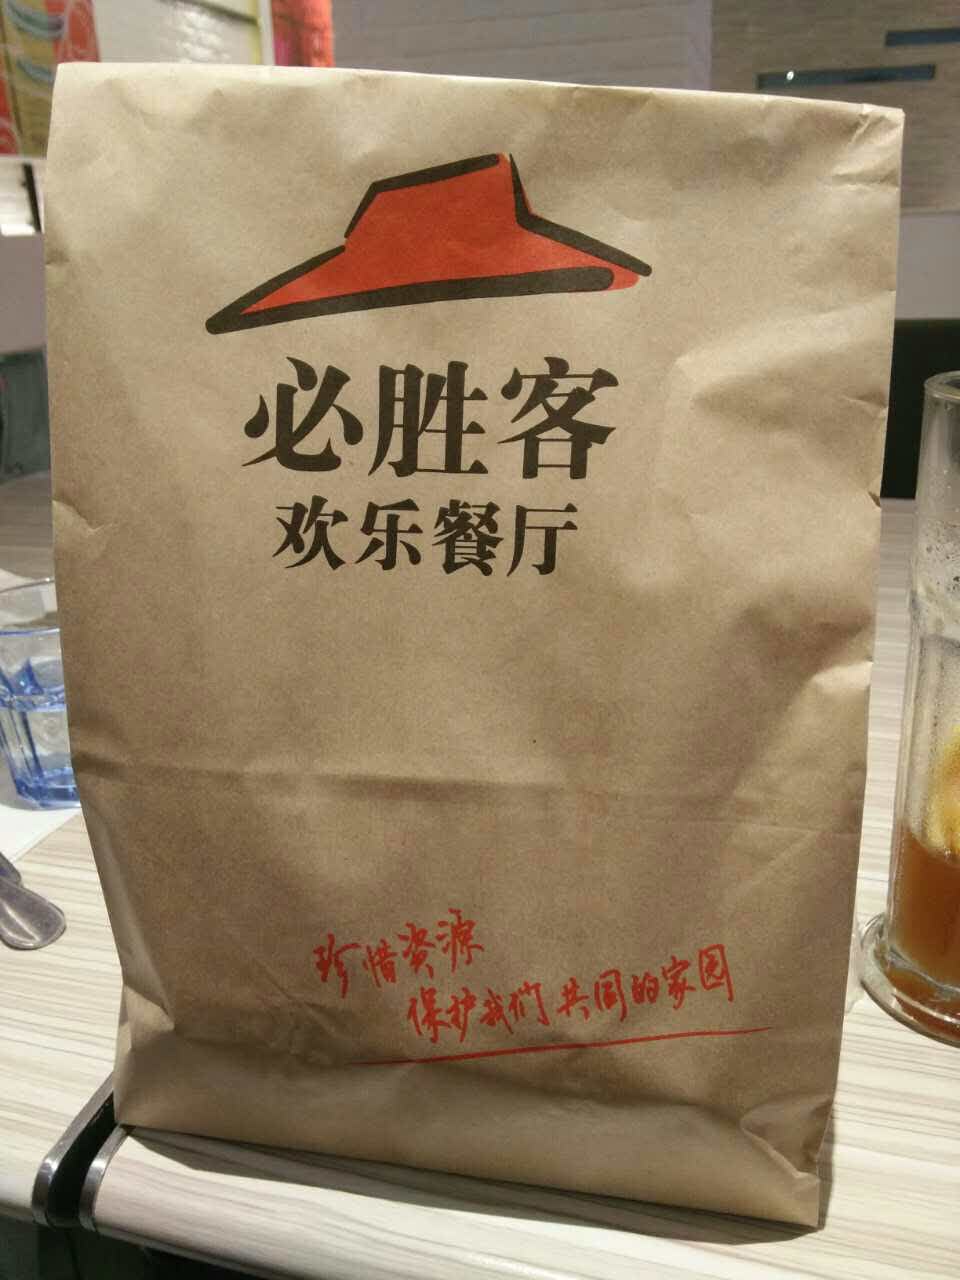 必胜客
欢乐餐厅
珍惜资源
保护我们共同的家园